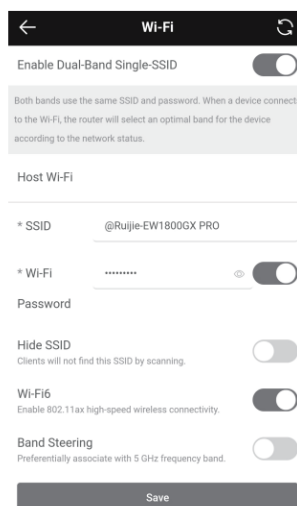 Wi-Fi
Enable Dual-Band Single-SSID
Both bands use the same SSID and password. When a device connect
to the Wi-Fi, the router will select an optimal band for the device
according to the network status.
Host Wi-Fi
* SSID @Ruijie-EW1800GX PRO
* Wi-Fi •••••••••
Password
Hide SSID
Clients will not find this SSID by scanning.
Wi-Fi6
Enable 802.11ax high-speed wireless connectivity.
Band Steering
Preferentially associate with 5 GHz frequency band.
Save